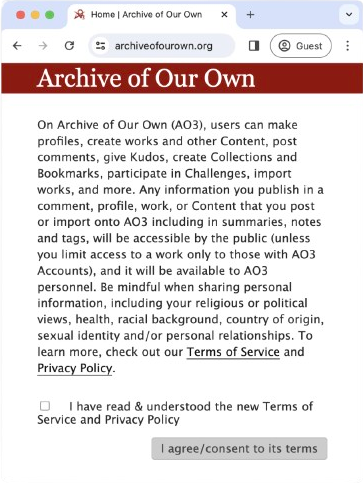 Home | Archive of Our Own
archiveofourown.org
Guest
Archive of Our Own
On Archive of Our Own (AO3), users can make
profiles, create works and other Content, post
comments, give Kudos, create Collections and
Bookmarks, participate in Challenges, import
works, and more. Any information you publish in a
comment, profile, work, or Content that you post
or import onto AO3 including in summaries, notes
and tags, will be accessible by the public (unless
you limit access to a work only to those with AO3
Accounts), and it will be available to AO3
personnel. Be mindful when sharing personal
information, including your religious or political
views, health, racial background, country of origin,
sexual identity and/or personal relationships. To
learn more, check out our Terms of Service and
Privacy Policy.
I have read & understood the new Terms of
Service and Privacy Policy
I agree/consent to its terms